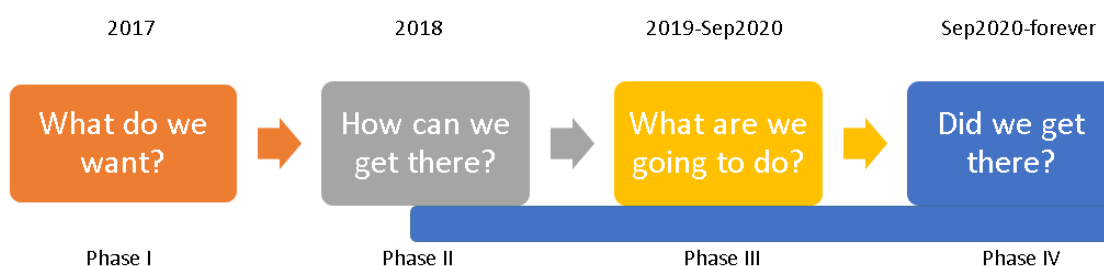 2017
2018
2019-Sep2020
Sep2020-forever
What do we
want?
How can we
get there?
What are we
going to do?
Did we get
there?
Phase I
Phase II
Phase III
Phase IV